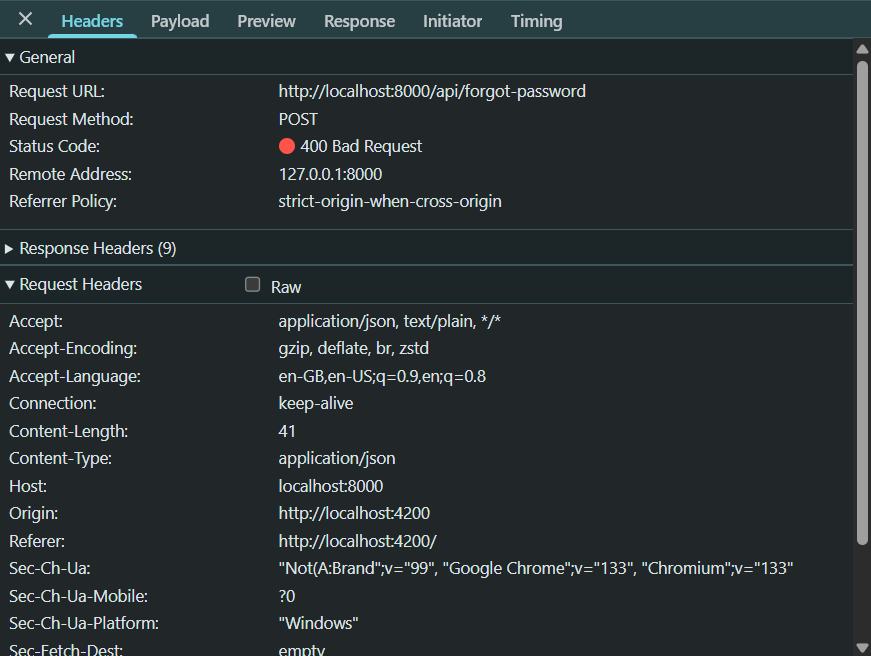 Headers Payload Preview Response Initiator Timing
General
Request URL: http://localhost:8000/api/forgot-password
Request Method: POST
Status Code: 400 Bad Request
Remote Address: 127.0.0.1:8000
Referrer Policy: strict-origin-when-cross-origin
Response Headers (9)
Request Headers Raw
Accept: application/json, text/plain, */*
Accept-Encoding: gzip, deflate, br, zstd
Accept-Language: en-GB,en-US;q=0.9,en;q=0.8
Connection: keep-alive
Content-Length: 41
Content-Type: application/json
Host: localhost:8000
Origin: http://localhost:4200
Referer: http://localhost:4200/
Sec-Ch-Ua: "Not(A:Brand";v="99", "Google Chrome";v="133", "Chromium";v="133"
Sec-Ch-Ua-Mobile: ?0
Sec-Ch-Ua-Platform: "Windows"
Sec-Fetch-Dest: empty